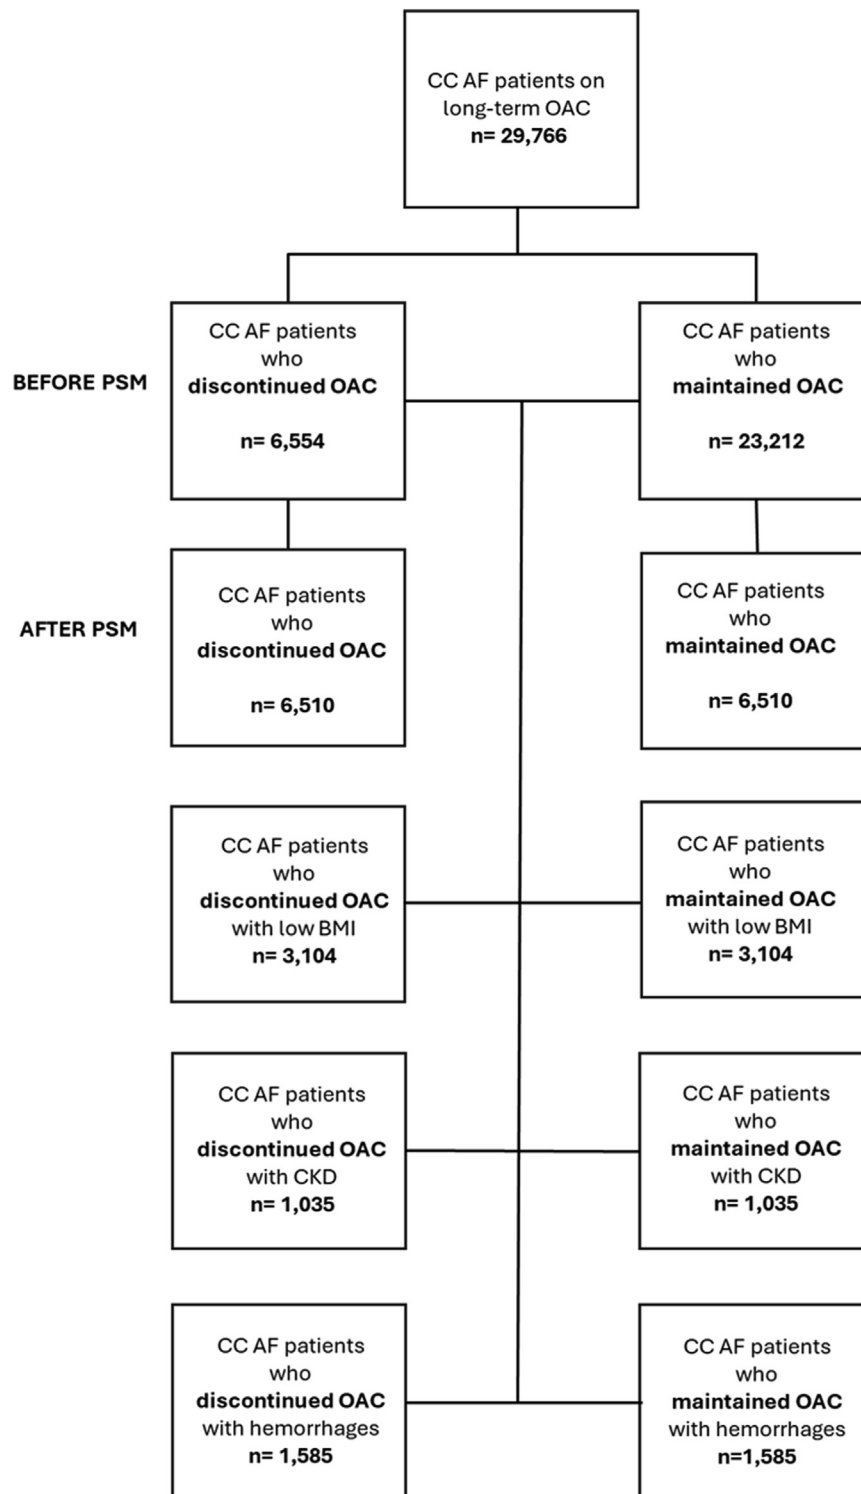 CC AF patients on
long-term OAC
n= 29,766
BEFORE PSM
CC AF patients
who
discontinued OAC
n= 6,554
CC AF patients
who
maintained OAC
n= 23,212
AFTER PSM
CC AF patients
who
discontinued OAC
n= 6,510
CC AF patients
who
maintained OAC
n= 6,510
CC AF patients
who
discontinued OAC
with low BMI
n= 3,104
CC AF patients
who
maintained OAC
with low BMI
n= 3,104
CC AF patients
who
discontinued OAC
with CKD
n= 1,035
CC AF patients
who
maintained OAC
with CKD
n= 1,035
CC AF patients
who
discontinued OAC
with hemorrhages
n= 1,585
CC AF patients
who
maintained OAC
with hemorrhages
n=1,585